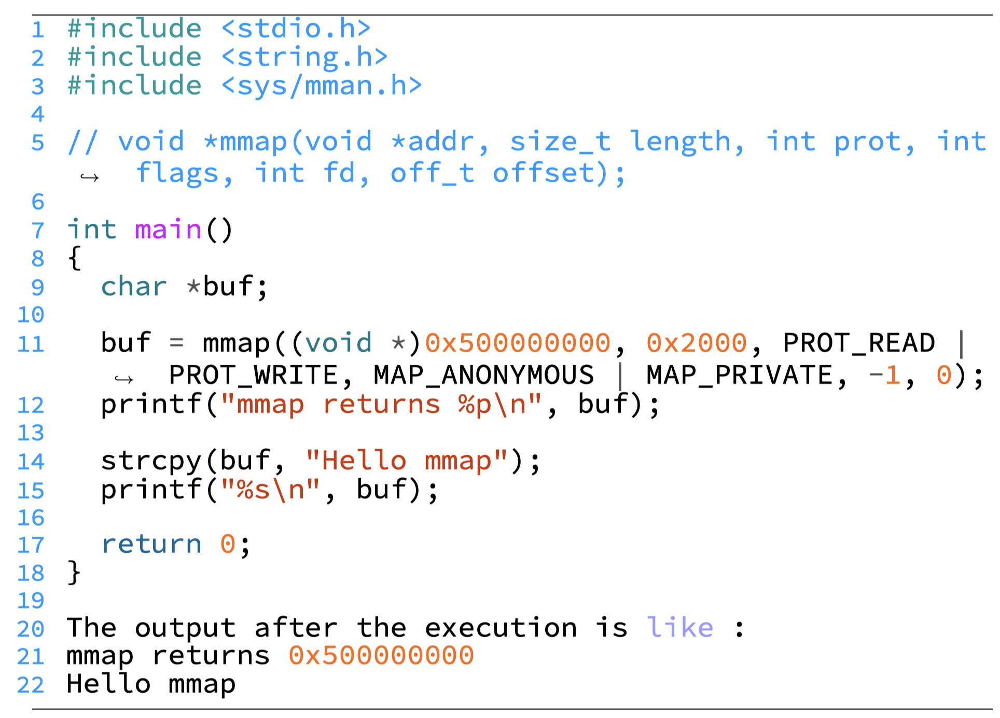 1 #include <stdio.h>
2 #include <string.h>
3 #include <sys/mman.h>
4
5 // void *mmap(void *addr, size_t length, int prot, int
↪ flags, int fd, off_t offset);
6
7 int main()
8 {
9   char *buf;
10
11   buf = mmap((void *)0x500000000, 0x2000, PROT_READ |
↪ PROT_WRITE, MAP_ANONYMOUS | MAP_PRIVATE, -1, 0);
12   printf("mmap returns %p\n", buf);
13
14   strcpy(buf, "Hello mmap");
15   printf("%s\n", buf);
16
17   return 0;
18 }
19
20 The output after the execution is like :
21 mmap returns 0x500000000
22 Hello mmap